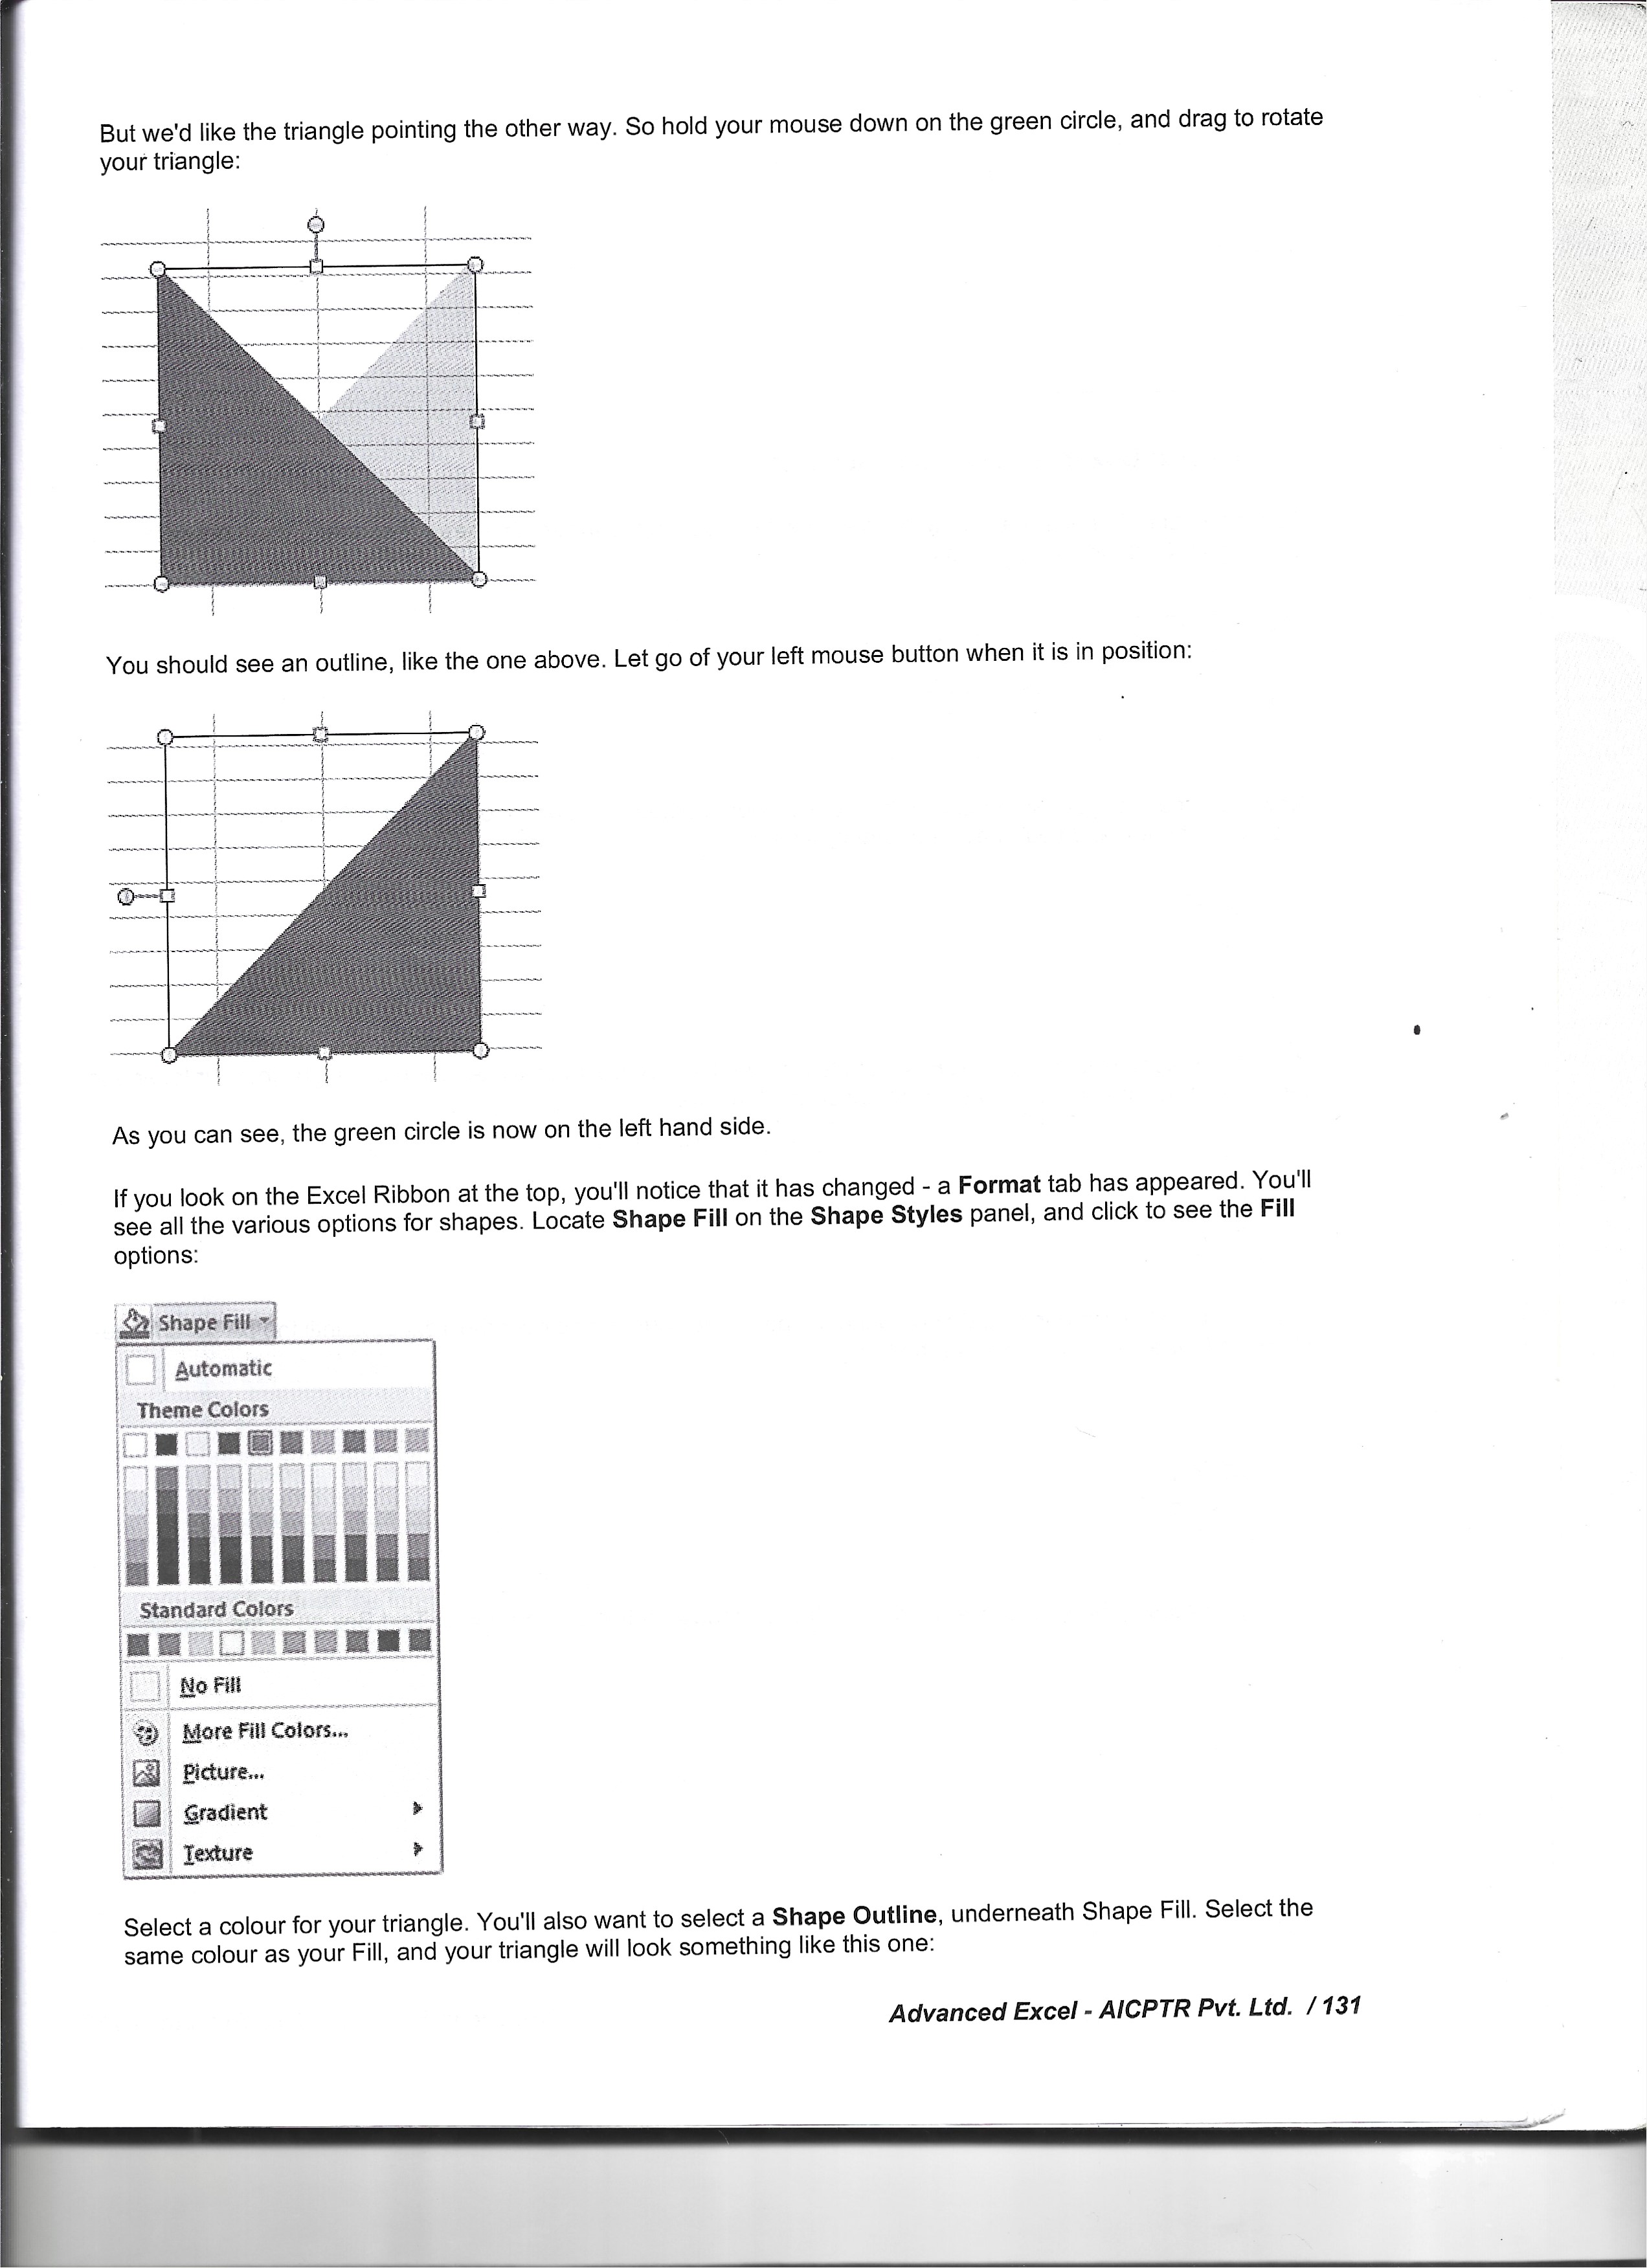 But we'd like the triangle pointing the other way. So hold your mouse down on the green circle, and drag to rotate
your triangle:
You should see an outline, like the one above. Let go of your left mouse button when it is in position:
As you can see, the green circle is now on the left hand side.
If you look on the Excel Ribbon at the top, you'll notice that it has changed - a Format tab has appeared. You'll
see all the various options for shapes. Locate Shape Fill on the Shape Styles panel, and click to see the Fill
options:
Shape Fill
Automatic
Theme Colors
Standard Colors
No Fill
More Fill Colors...
Picture...
Gradient
Texture
Select a colour for your triangle. You'll also want to select a Shape Outline, underneath Shape Fill. Select the
same colour as your Fill, and your triangle will look something like this one:
Advanced Excel - AICPTR Pvt. Ltd. / 131